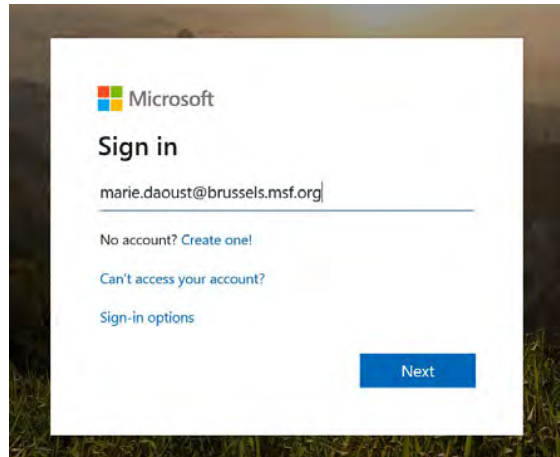 Microsoft
Sign in
marie.daoust@brussels.msf.org
No account? Create one!
Can't access your account?
Sign-in options
Next